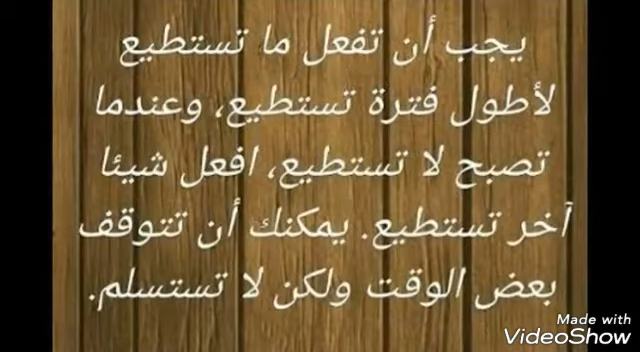 يجب أن تفعل ما تستطيع
لأطول فترة تستطيع، وعندما
تصبح لا تستطيع، افعل شيئا
آخر تستطيع. يمكنك أن تتوقف
بعض الوقت ولكن لا تستسلم.
Made with
VideoShow